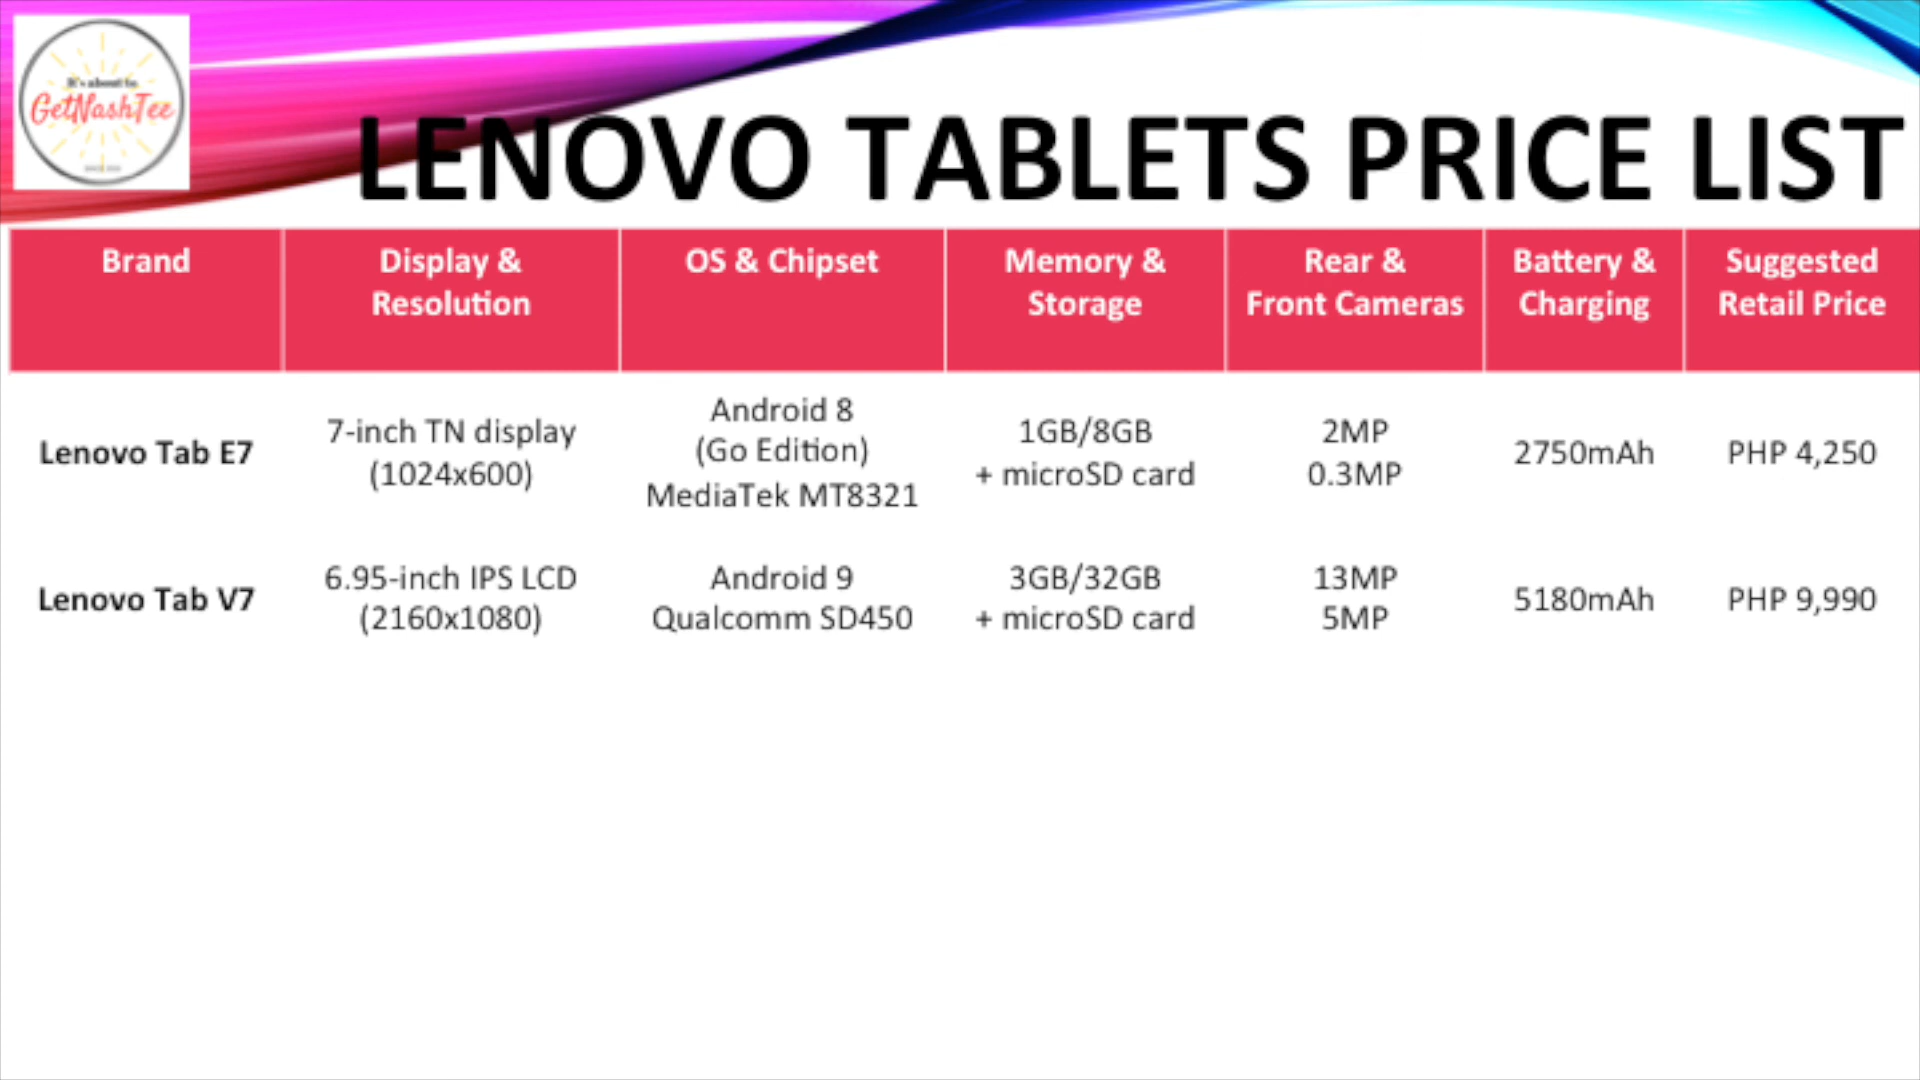 It's about to
GetNashTee
LENOVO TABLETS PRICE LIST
Brand
Display &
Resolution
OS & Chipset
Memory &
Storage
Rear &
Front Cameras
Battery &
Charging
Suggested
Retail Price
Lenovo Tab E7
7-inch TN display
(1024x600)
Android 8
(Go Edition)
MediaTek MT8321
1GB/8GB
+ microSD card
2MP
0.3MP
2750mAh
PHP 4,250
Lenovo Tab V7
6.95-inch IPS LCD
(2160x1080)
Android 9
Qualcomm SD450
3GB/32GB
+ microSD card
13MP
5MP
5180mAh
PHP 9,990